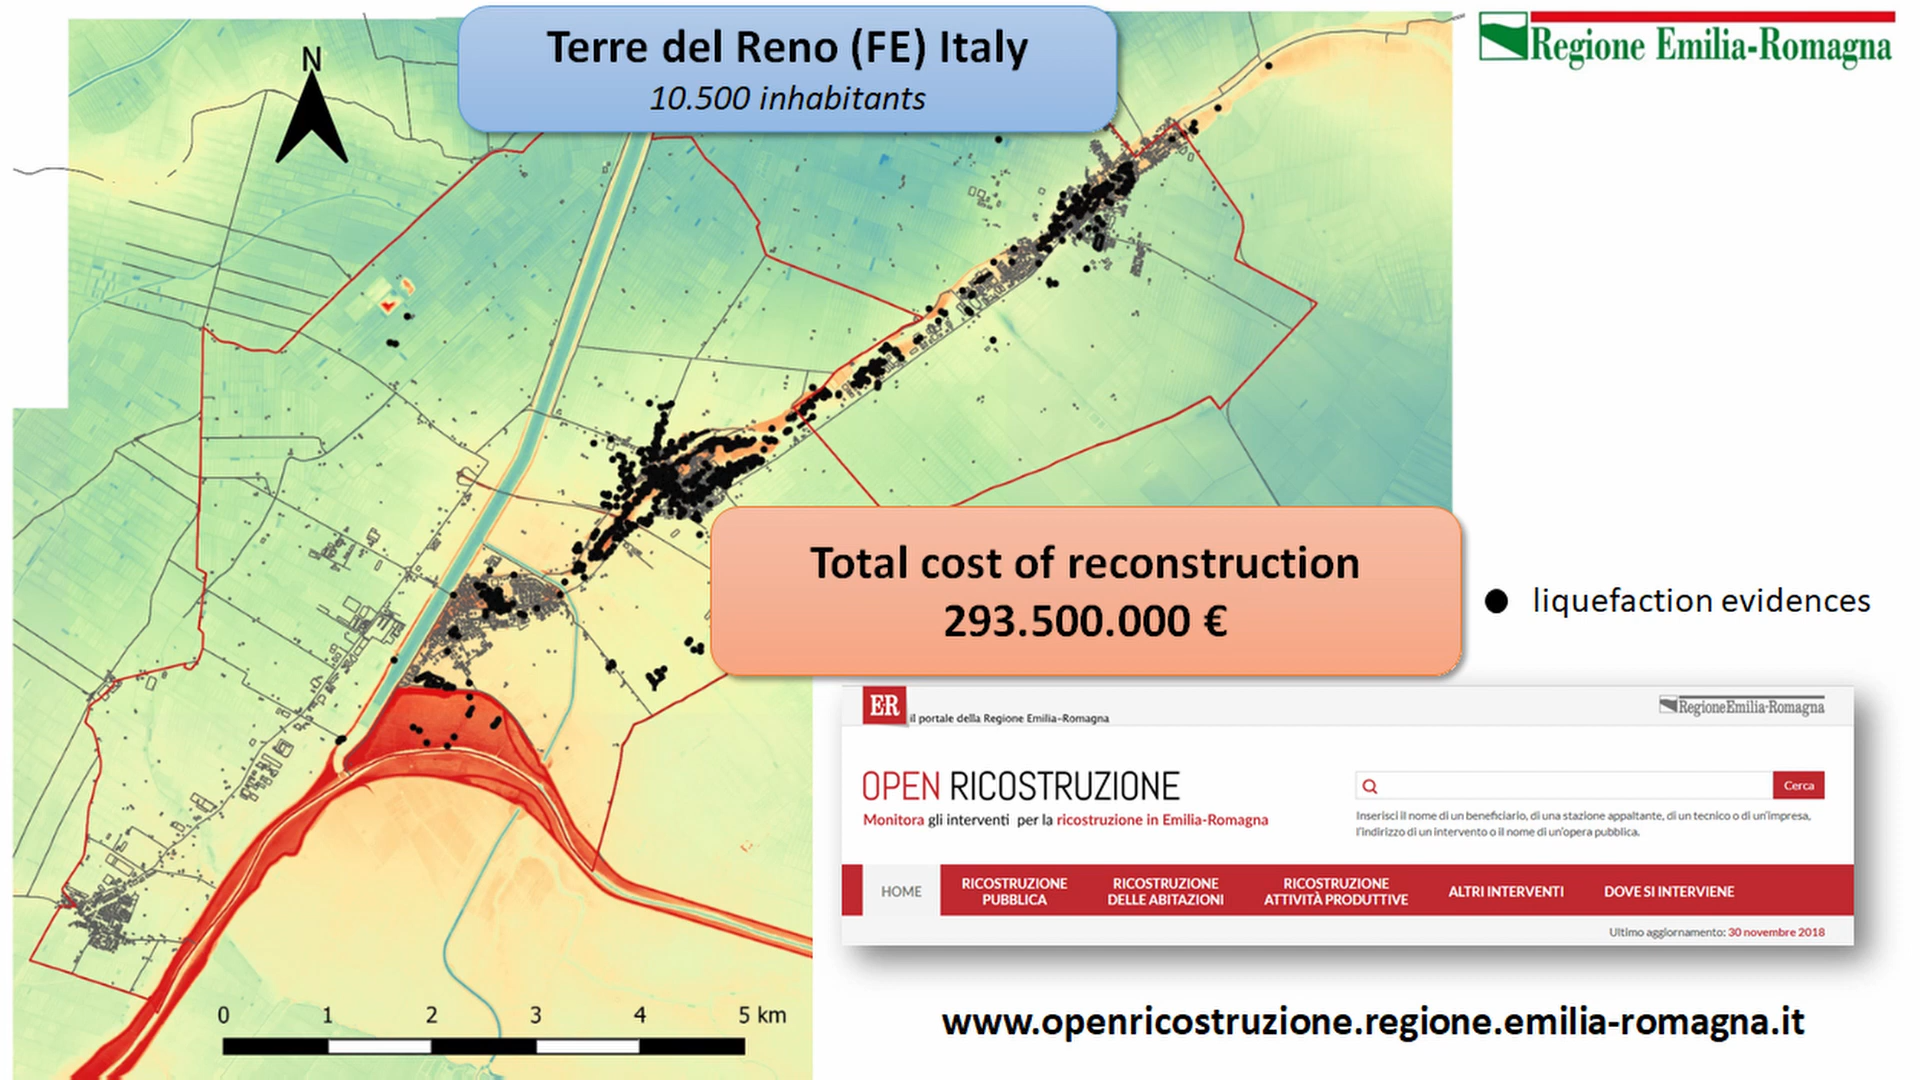 Terre del Reno (FE) Italy
10.500 inhabitants
Regione Emilia-Romagna
N
Total cost of reconstruction
293.500.000 €
liquefaction evidences
E·R il portale della Regione Emilia-Romagna
RegioneEmilia-Romagna
OPEN RICOSTRUZIONE
Monitora gli interventi per la ricostruzione in Emilia-Romagna
Cerca
Inserisci il nome di un beneficiario, di una stazione appaltante, di un tecnico o di un'impresa,
l'indirizzo di un intervento o il nome di un'opera pubblica.
HOME
RICOSTRUZIONE
PUBBLICA
RICOSTRUZIONE
DELLE ABITAZIONI
RICOSTRUZIONE
ATTIVITÀ PRODUTTIVE
ALTRI INTERVENTI
DOVE SI INTERVIENE
Ultimo aggiornamento: 30 novembre 2018
0 1 2 3 4 5 km
www.openricostruzione.regione.emilia-romagna.it